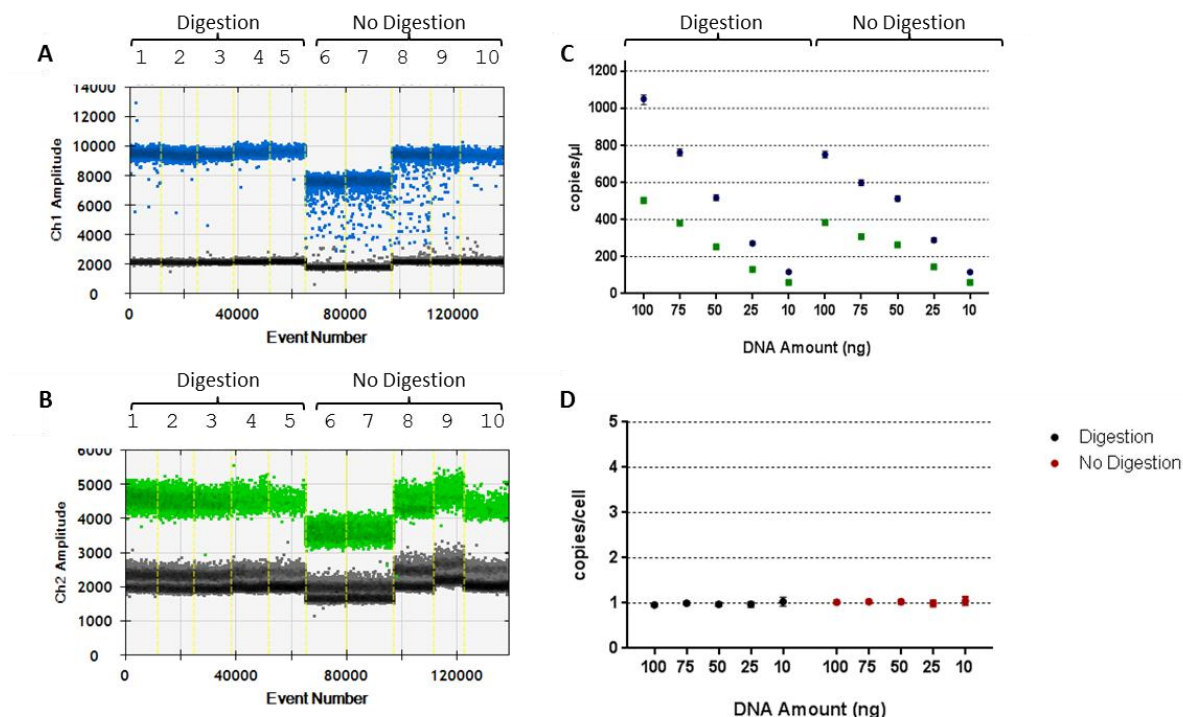 Digestion No Digestion
A
1 2 3 4 5 6 7 8 9 10
14000
12000
10000
8000
6000
4000
2000
0
Ch1 Amplitude
0 40000 80000 120000
Event Number
Digestion No Digestion
C
1200
1000
800
600
400
200
0
copies/µl
100 75 50 25 10 100 75 50 25 10
DNA Amount (ng)
Digestion No Digestion
B
1 2 3 4 5 6 7 8 9 10
6000
5000
4000
3000
2000
1000
0
Ch2 Amplitude
0 40000 80000 120000
Event Number
D
5
4
3
2
1
0
copies/cell
100 75 50 25 10 100 75 50 25 10
DNA Amount (ng)
Digestion
No Digestion